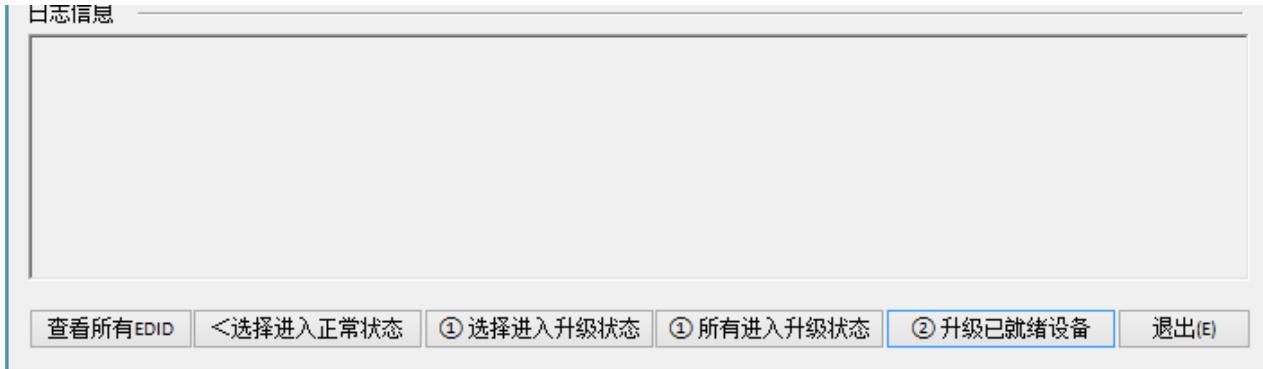 日志信息
查看所有EDID
<选择进入正常状态
① 选择进入升级状态
① 所有进入升级状态
② 升级已就绪设备
退出(E)